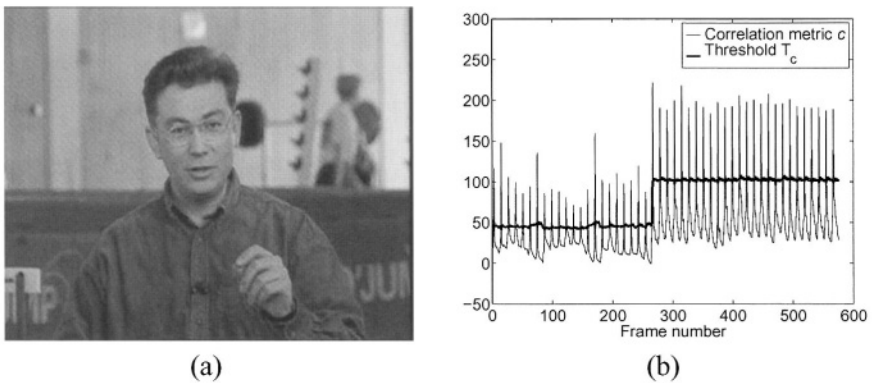 300
250
200
150
100
50
0
−50
0 100 200 300 400 500 600
Frame number
Correlation metric c
Threshold Tc
JUN
(a)
(b)